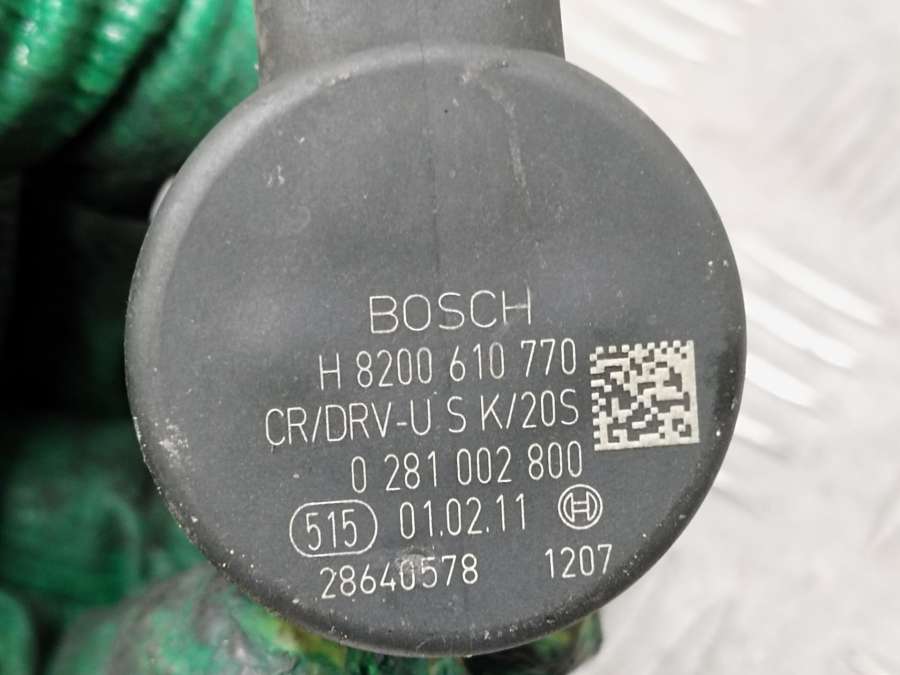 BOSCH
H 8200 610 770
CR/DRV-U S K/20S
0 281 002 800
515 01.02.11
28640578 1207